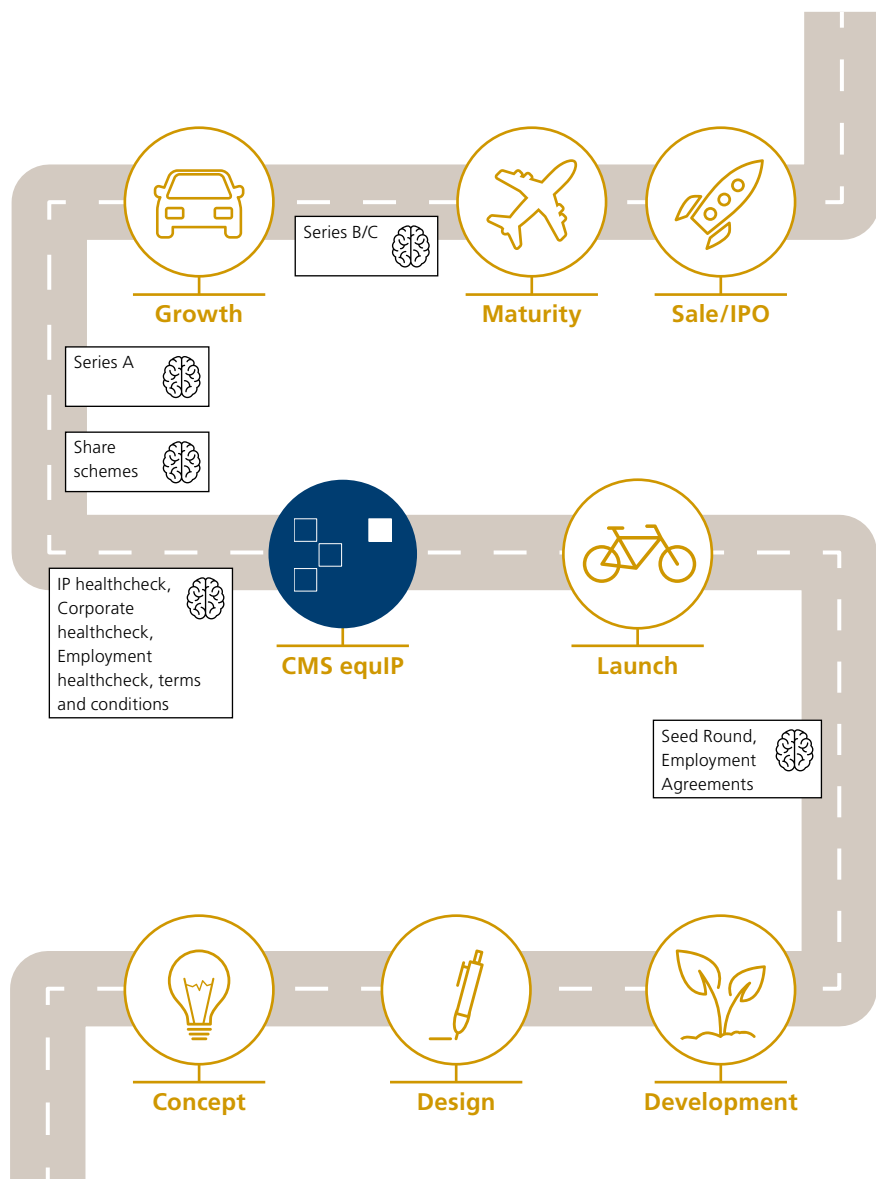 Series B/C
Growth
Maturity
Sale/IPO
Series A
Share
schemes
IP healthcheck,
Corporate
healthcheck,
Employment
healthcheck, terms
and conditions
CMS equIP
Launch
Seed Round,
Employment
Agreements
Concept
Design
Development